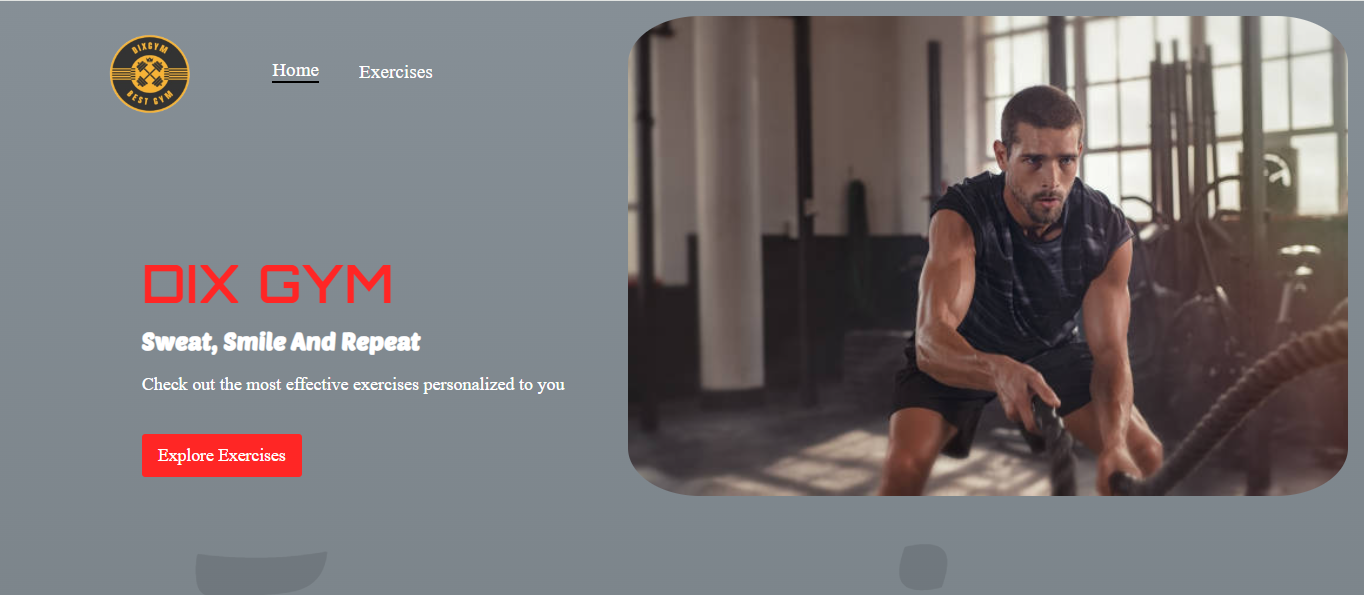 DIXGYM
BEST GYM
Home
Exercises
DIX GYM
Sweat, Smile And Repeat
Check out the most effective exercises personalized to you
Explore Exercises